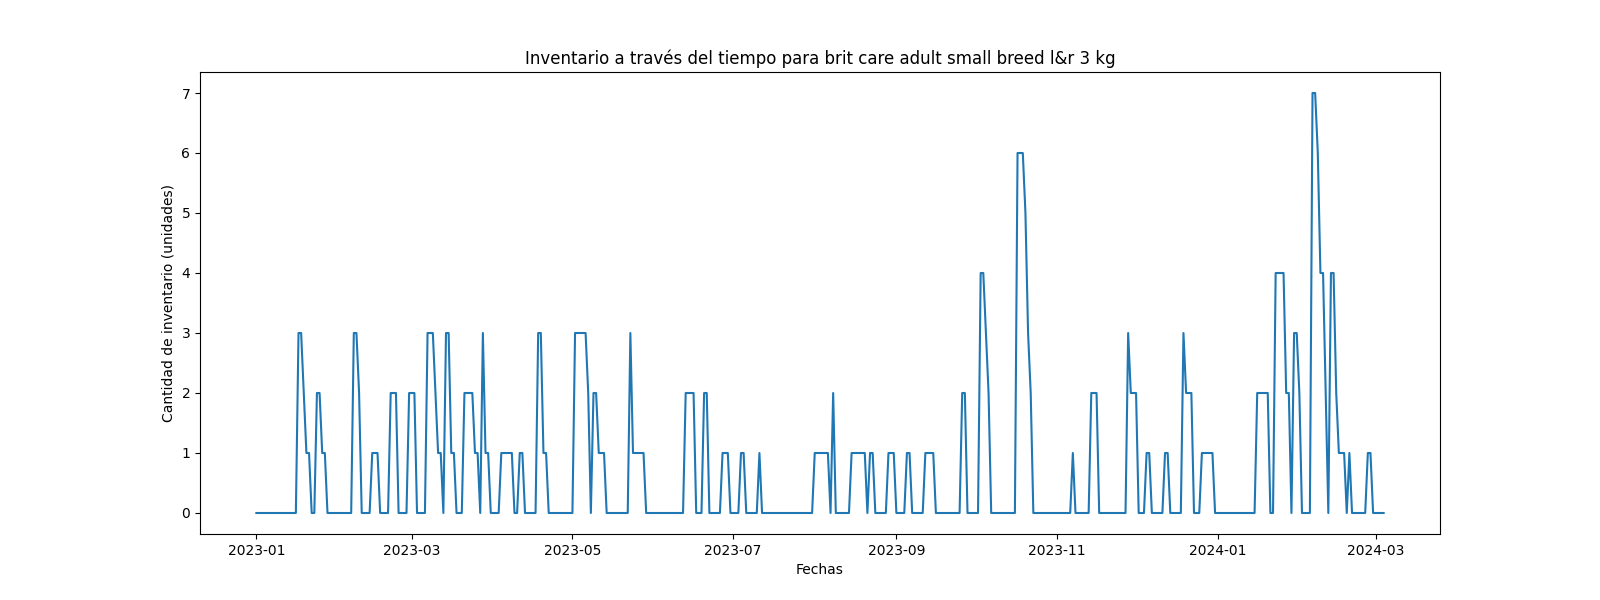 Inventario a través del tiempo para brit care adult small breed l&r 3 kg
Cantidad de inventario (unidades)
7
6
5
4
3
2
1
0
2023-01 2023-03 2023-05 2023-07 2023-09 2023-11 2024-01 2024-03
Fechas